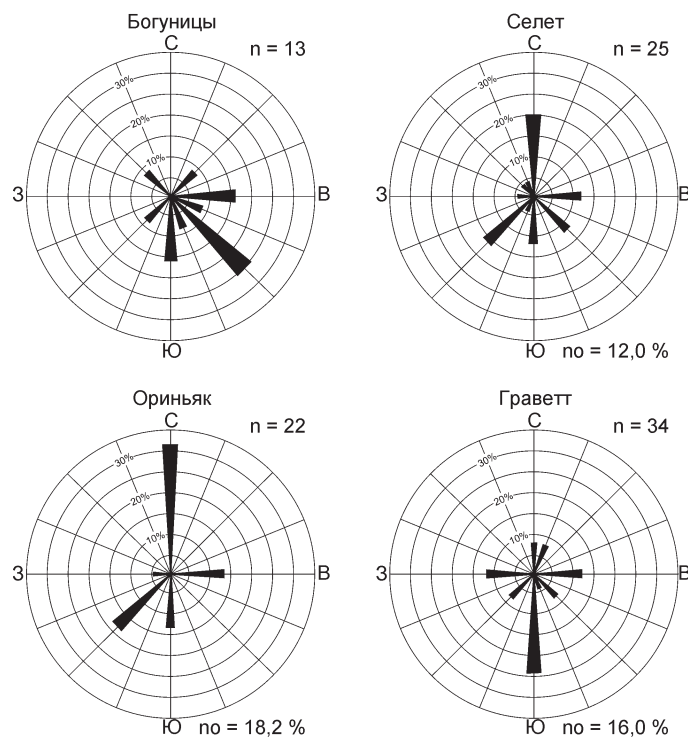 Богуницы
С
n = 13
30%
20%
10%
З
В
Ю
Селет
С
n = 25
30%
20%
10%
З
В
Ю
no = 12,0 %
Ориньяк
С
n = 22
30%
20%
10%
З
В
Ю
no = 18,2 %
Граветт
С
n = 34
30%
20%
10%
З
В
Ю
no = 16,0 %